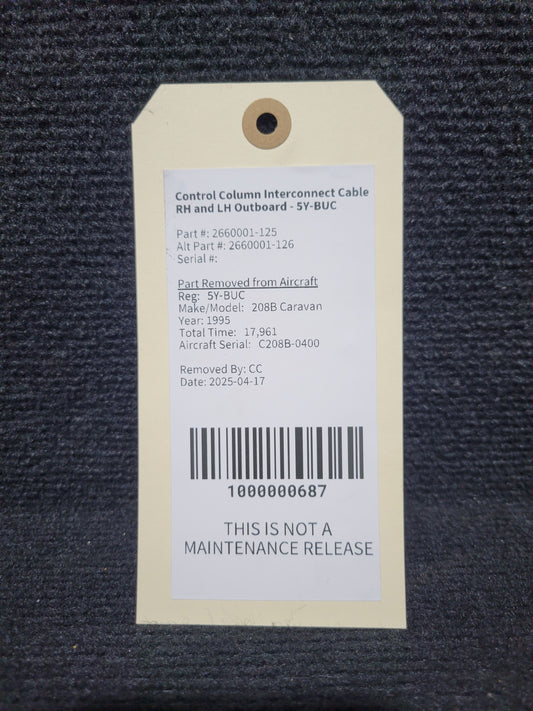 Control Column Interconnect Cable
RH and LH Outboard - 5Y-BUC
Part #: 2660001-125
Alt Part #: 2660001-126
Serial #:
Part Removed from Aircraft
Reg: 5Y-BUC
Make/Model: 208B Caravan
Year: 1995
Total Time: 17,961
Aircraft Serial: C208B-0400
Removed By: CC
Date: 2025-04-17
1000000687
THIS IS NOT A
MAINTENANCE RELEASE